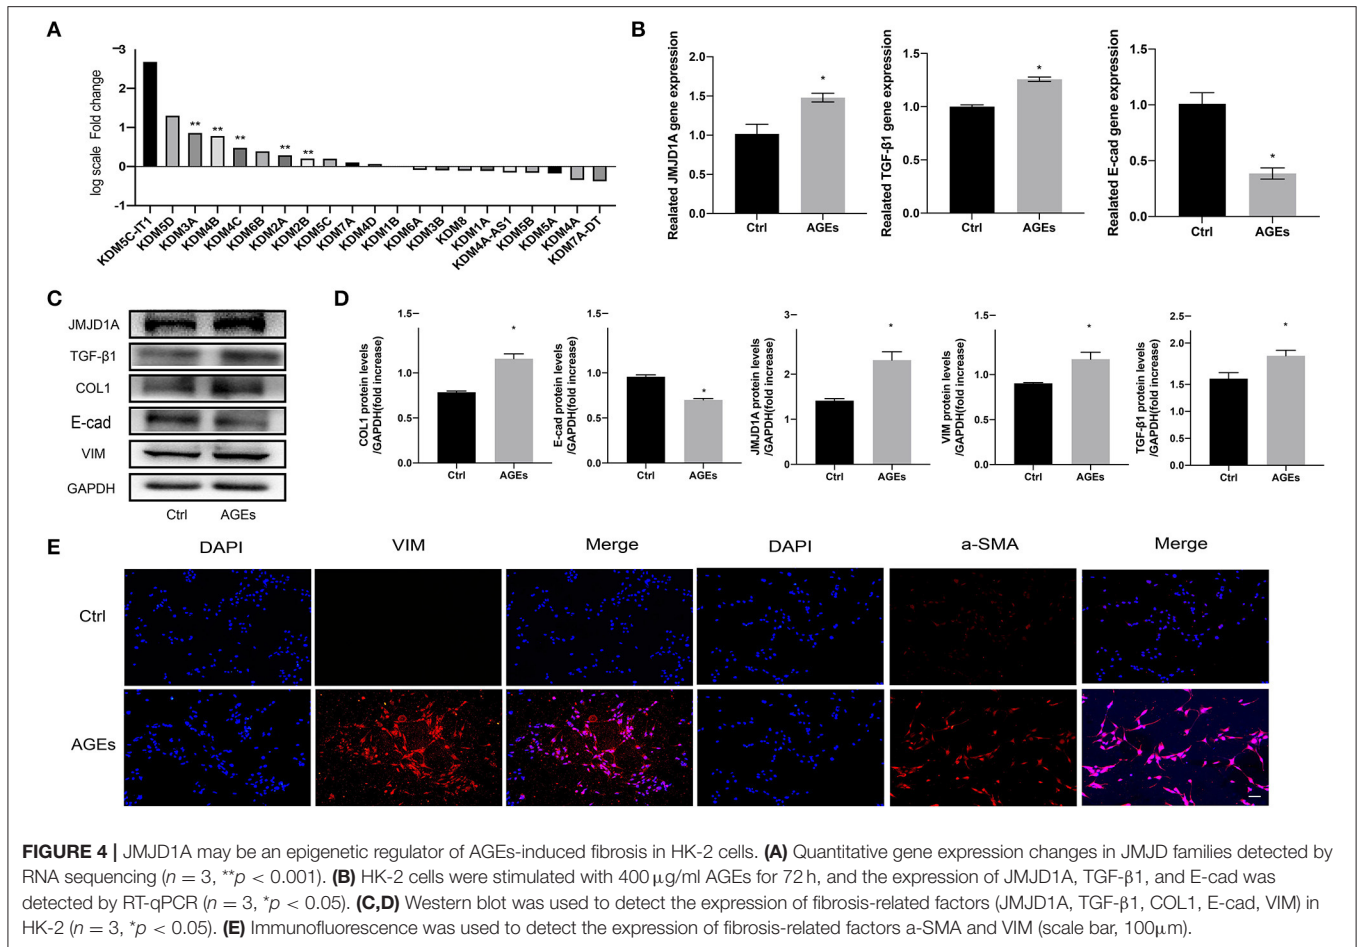 A
3
2
1
0
-1
log scale Fold change
** ** ** ** **
KDM5C-IT1
KDM5D
KDM3A
KDM4B
KDM4C
KDM6B
KDM2A
KDM2B
KDM5C
KDM7A
KDM4D
KDM1B
KDM6A
KDM3B
KDM8
KDM1A
KDM4A-AS1
KDM5B
KDM5A
KDM4A
KDM7A-DT
B
Realated JMJD1A gene expression
2.0
1.5
1.0
0.5
0.0
*
Ctrl AGEs
Realated TGF-β1 gene expression
1.5
1.0
0.5
0.0
*
Ctrl AGEs
Realated E-cad gene expression
1.5
1.0
0.5
0.0
*
Ctrl AGEs
C
JMJD1A
TGF-β1
COL1
E-cad
VIM
GAPDH
Ctrl AGEs
D
COL1 protein levels
/GAPDH(fold increase)
1.5
1.0
0.5
0.0
*
Ctrl AGEs
E-cad protein levels
/GAPDH(fold increase)
1.5
1.0
0.5
0.0
*
Ctrl AGEs
JMJD1A protein levels
/GAPDH(fold increase)
3
2
1
0
*
Ctrl AGEs
VIM protein levels
/GAPDH(fold increase)
1.5
1.0
0.5
0.0
*
Ctrl AGEs
TGF-β1 protein levels
/GAPDH(fold increase)
2.5
2.0
1.5
1.0
0.5
0.0
*
Ctrl AGEs
E
DAPI VIM Merge DAPI a-SMA Merge
Ctrl
AGEs
FIGURE 4 | JMJD1A may be an epigenetic regulator of AGEs-induced fibrosis in HK-2 cells. (A) Quantitative gene expression changes in JMJD families detected by
RNA sequencing (n = 3, **p < 0.001). (B) HK-2 cells were stimulated with 400 μg/ml AGEs for 72 h, and the expression of JMJD1A, TGF-β1, and E-cad was
detected by RT-qPCR (n = 3, *p < 0.05). (C,D) Western blot was used to detect the expression of fibrosis-related factors (JMJD1A, TGF-β1, COL1, E-cad, VIM) in
HK-2 (n = 3, *p < 0.05). (E) Immunofluorescence was used to detect the expression of fibrosis-related factors a-SMA and VIM (scale bar, 100μm).